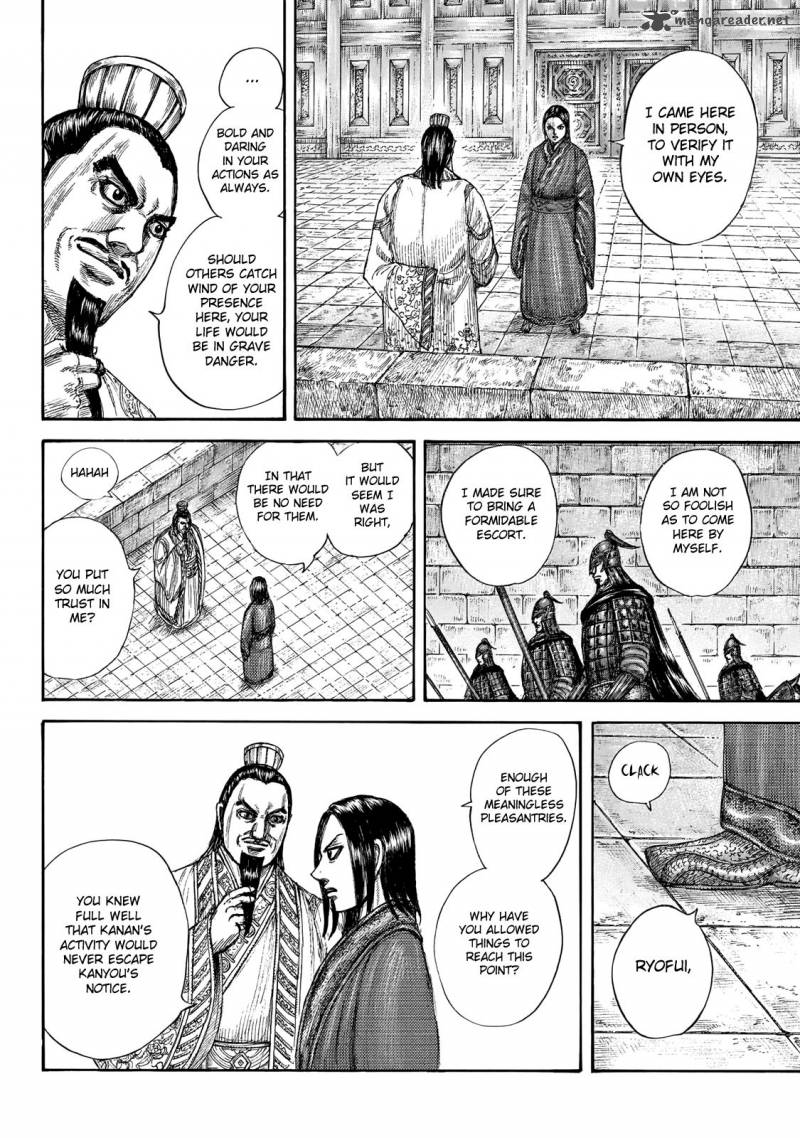 mangareader.net
I CAME HERE
IN PERSON,
TO VERIFY
IT WITH
MY OWN
EYES.
...
BOLD AND
DARING
IN YOUR
ACTIONS AS
ALWAYS.
SHOULD
OTHERS CATCH
WIND OF YOUR
PRESENCE
HERE, YOUR
LIFE WOULD
BE IN GRAVE
DANGER.
I AM NOT
SO FOOLISH
AS TO COME
HERE BY
MYSELF.
I MADE SURE
TO BRING A
FORMIDABLE
ESCORT.
BUT
IT WOULD
SEEM I
WAS
RIGHT,
IN THAT
THERE WOULD
BE NO NEED
FOR THEM.
HAHAH
YOU PUT
SO MUCH
TRUST IN
ME?
CLACK
RYOFUI,
ENOUGH
OF THESE
MEANINGLESS
PLEASANTRIES.
WHY HAVE
YOU ALLOWED
THINGS TO
REACH THIS
POINT?
YOU KNEW
FULL WELL
THAT KANAN'S
ACTIVITY WOULD
NEVER ESCAPE
KANYOU'S
NOTICE.